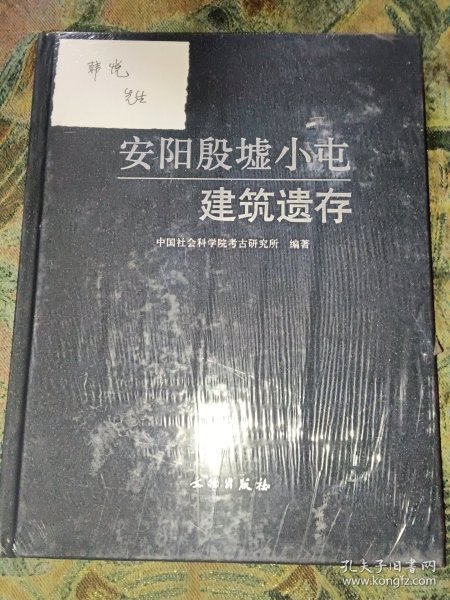 韩悦
先生
安阳殷墟小屯
建筑遗存
中国社会科学院考古研究所 编著
文物出版社
孔夫子旧书网
www.kongfz.com